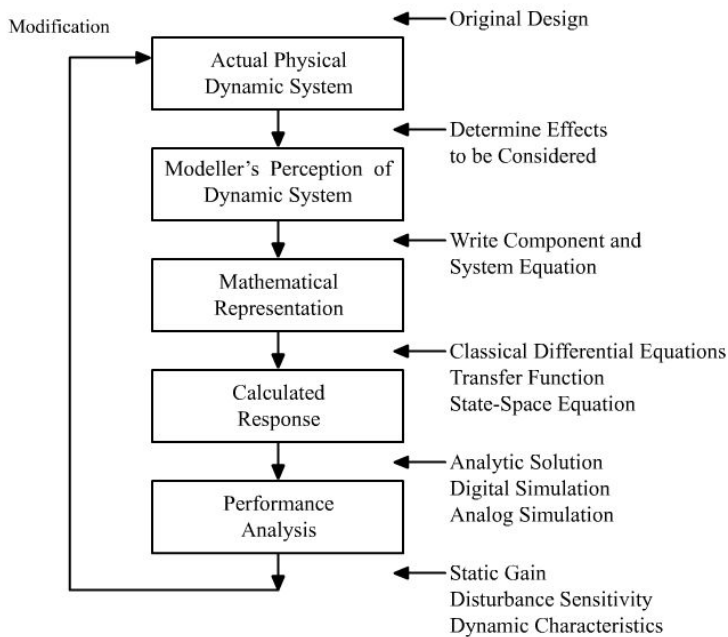 Original Design
Modification
Actual Physical
Dynamic System
Determine Effects
to be Considered
Modeller's Perception of
Dynamic System
Write Component and
System Equation
Mathematical
Representation
Classical Differential Equations
Transfer Function
State-Space Equation
Calculated
Response
Analytic Solution
Digital Simulation
Analog Simulation
Performance
Analysis
Static Gain
Disturbance Sensitivity
Dynamic Characteristics